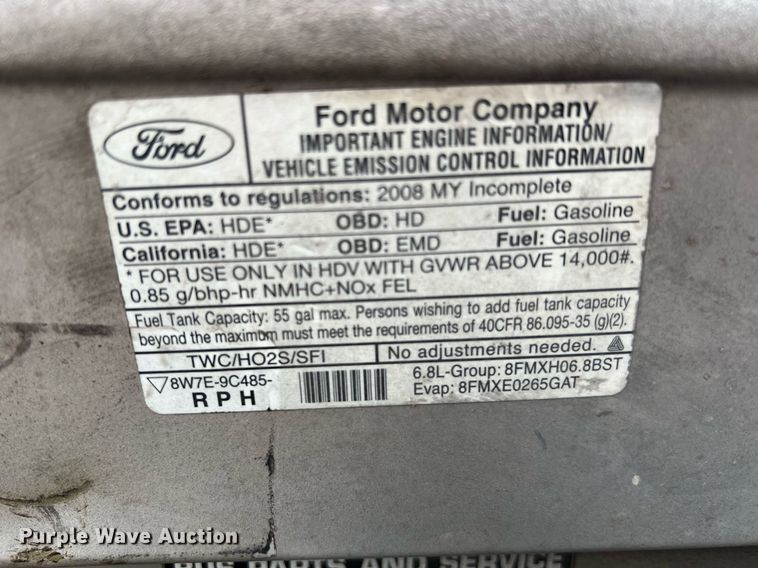 Ford
Ford Motor Company
IMPORTANT ENGINE INFORMATION/
VEHICLE EMISSION CONTROL INFORMATION
Conforms to regulations: 2008 MY Incomplete
U.S. EPA: HDE* OBD: HD Fuel: Gasoline
California: HDE* OBD: EMD Fuel: Gasoline
* FOR USE ONLY IN HDV WITH GVWR ABOVE 14,000#.
0.85 g/bhp-hr NMHC+NOx FEL
Fuel Tank Capacity: 55 gal max. Persons wishing to add fuel tank capacity
beyond the maximum must meet the requirements of 40CFR 86.095-35 (g)(2).
TWC/HO2S/SFI No adjustments needed.
8W7E-9C485- 6.8L-Group: 8FMXH06.8BST
RPH Evap: 8FMXE0265GAT
Purple Wave Auction
BUS PARTS AND SERVICE